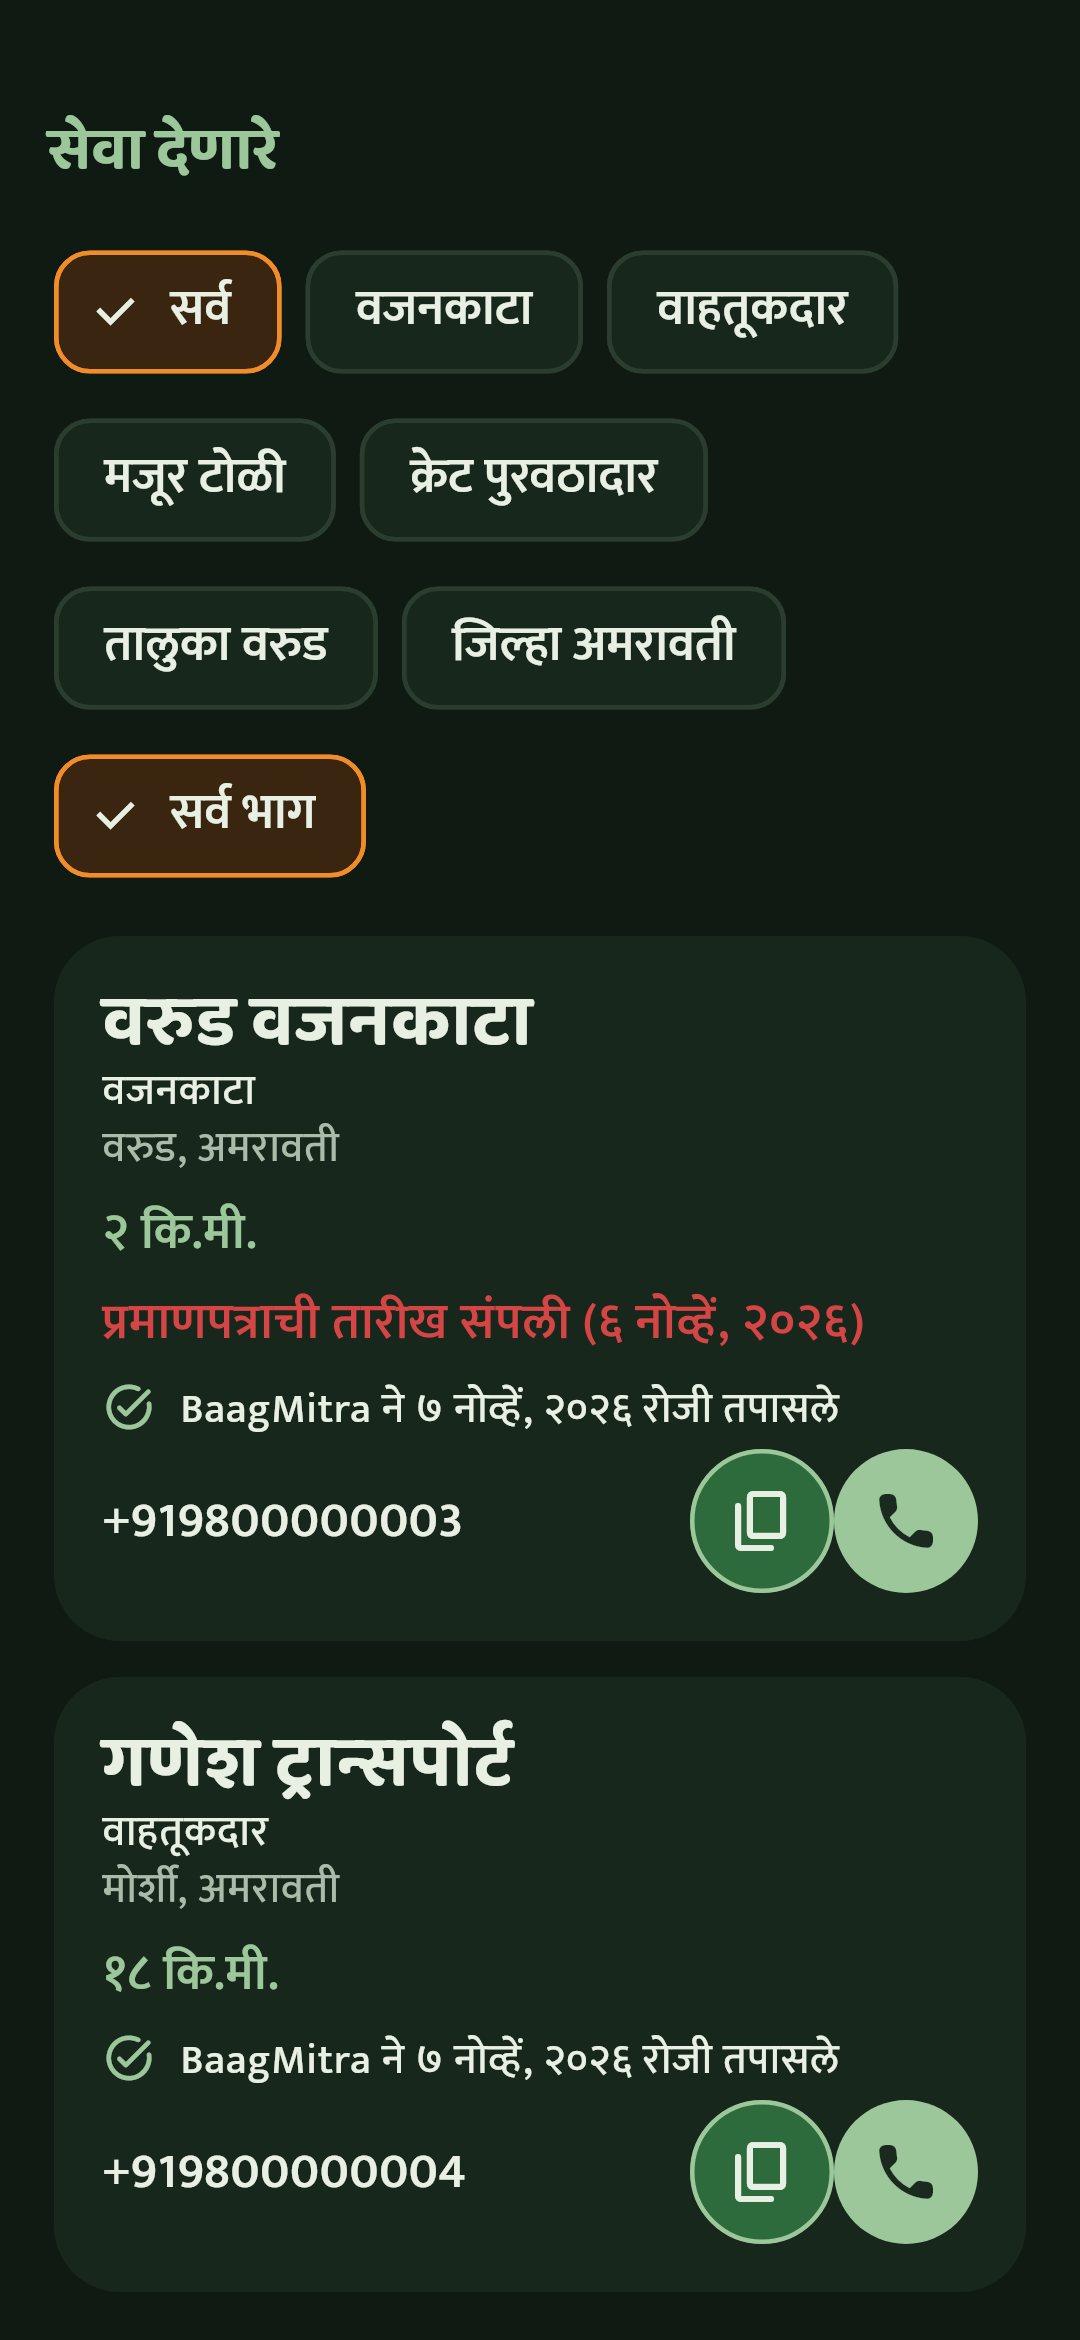 सेवा देणारे
सर्व वजनकाटा वाहतूकदार
मजूर टोळी क्रेट पुरवठादार
तालुका वरुड जिल्हा अमरावती
सर्व भाग
वरुड वजनकाटा
वजनकाटा
वरुड, अमरावती
२ कि.मी.
प्रमाणपत्राची तारीख संपली (६ नोव्हें, २०२६)
BaagMitra ने ७ नोव्हें, २०२६ रोजी तपासले
+919800000003
गणेश ट्रान्सपोर्ट
वाहतूकदार
मोर्शी, अमरावती
१८ कि.मी.
BaagMitra ने ७ नोव्हें, २०२६ रोजी तपासले
+919800000004